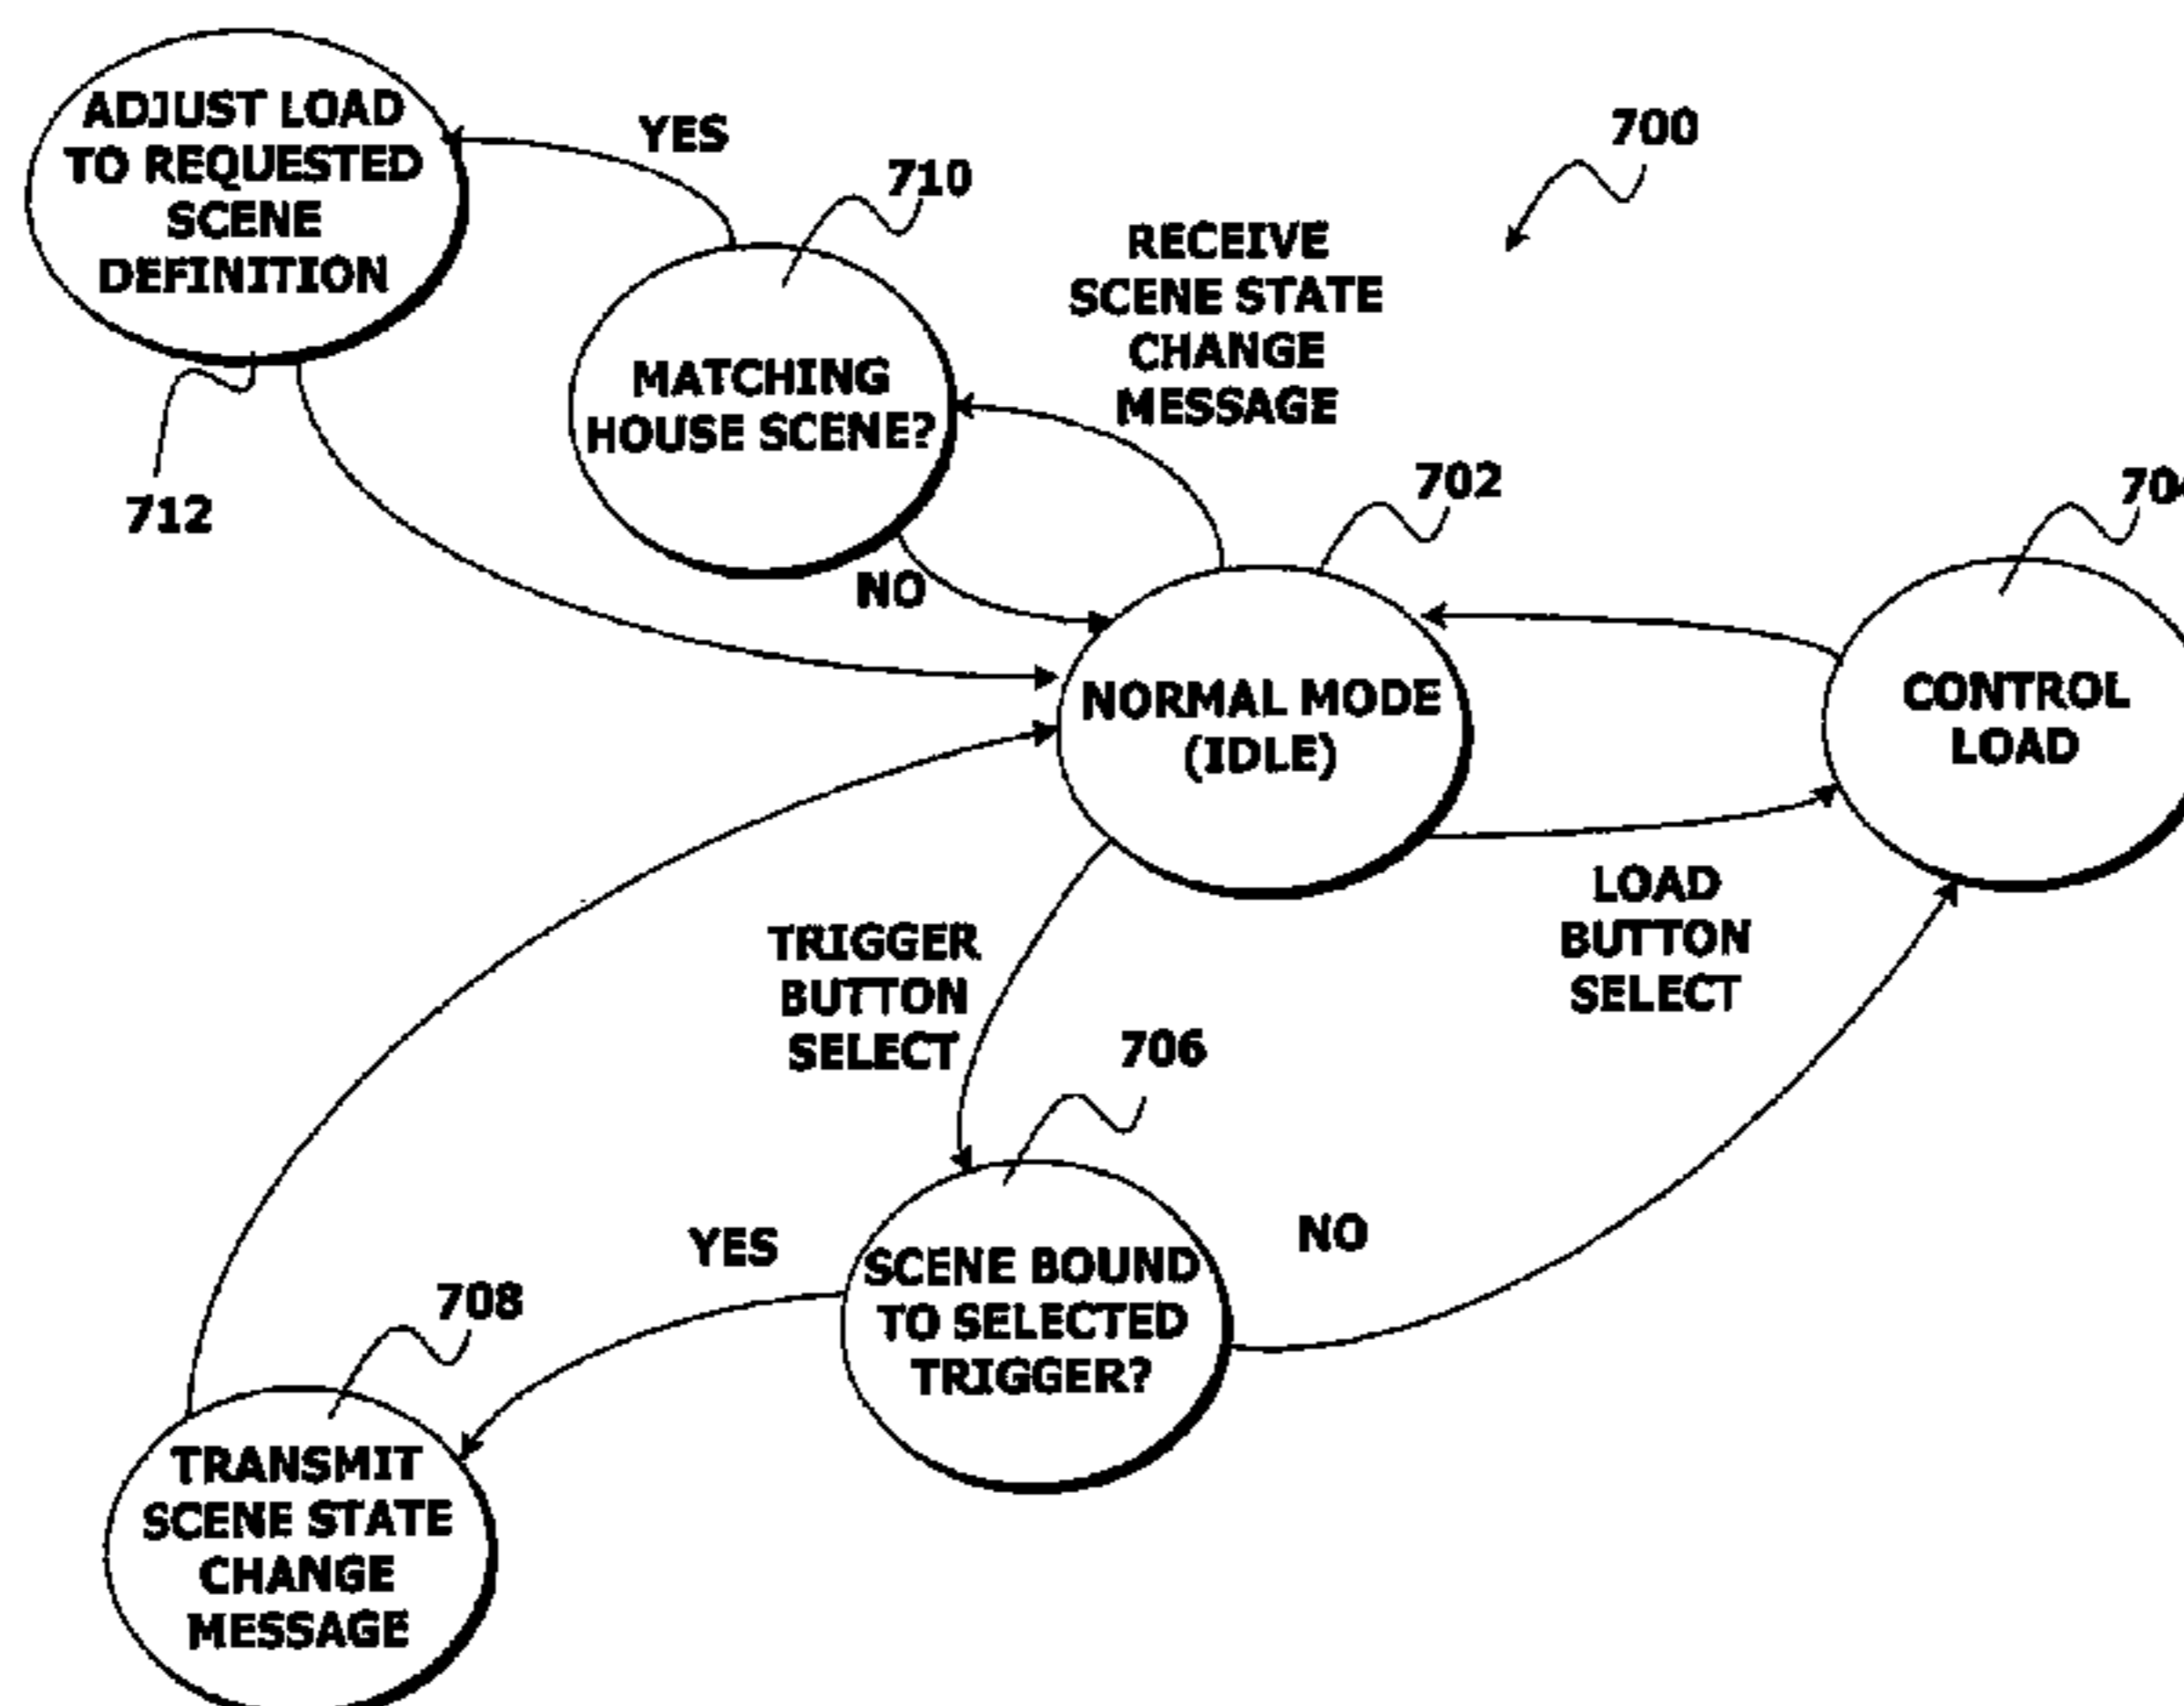 ADJUST LOAD
TO REQUESTED
SCENE
DEFINITION
YES
710
700
RECEIVE
SCENE STATE
CHANGE
MESSAGE
MATCHING
HOUSE SCENE?
712
702
NO
NORMAL MODE
(IDLE)
CONTROL
LOAD
LOAD
BUTTON
SELECT
TRIGGER
BUTTON
SELECT
706
YES
NO
SCENE BOUND
TO SELECTED
TRIGGER?
708
TRANSMIT
SCENE STATE
CHANGE
MESSAGE